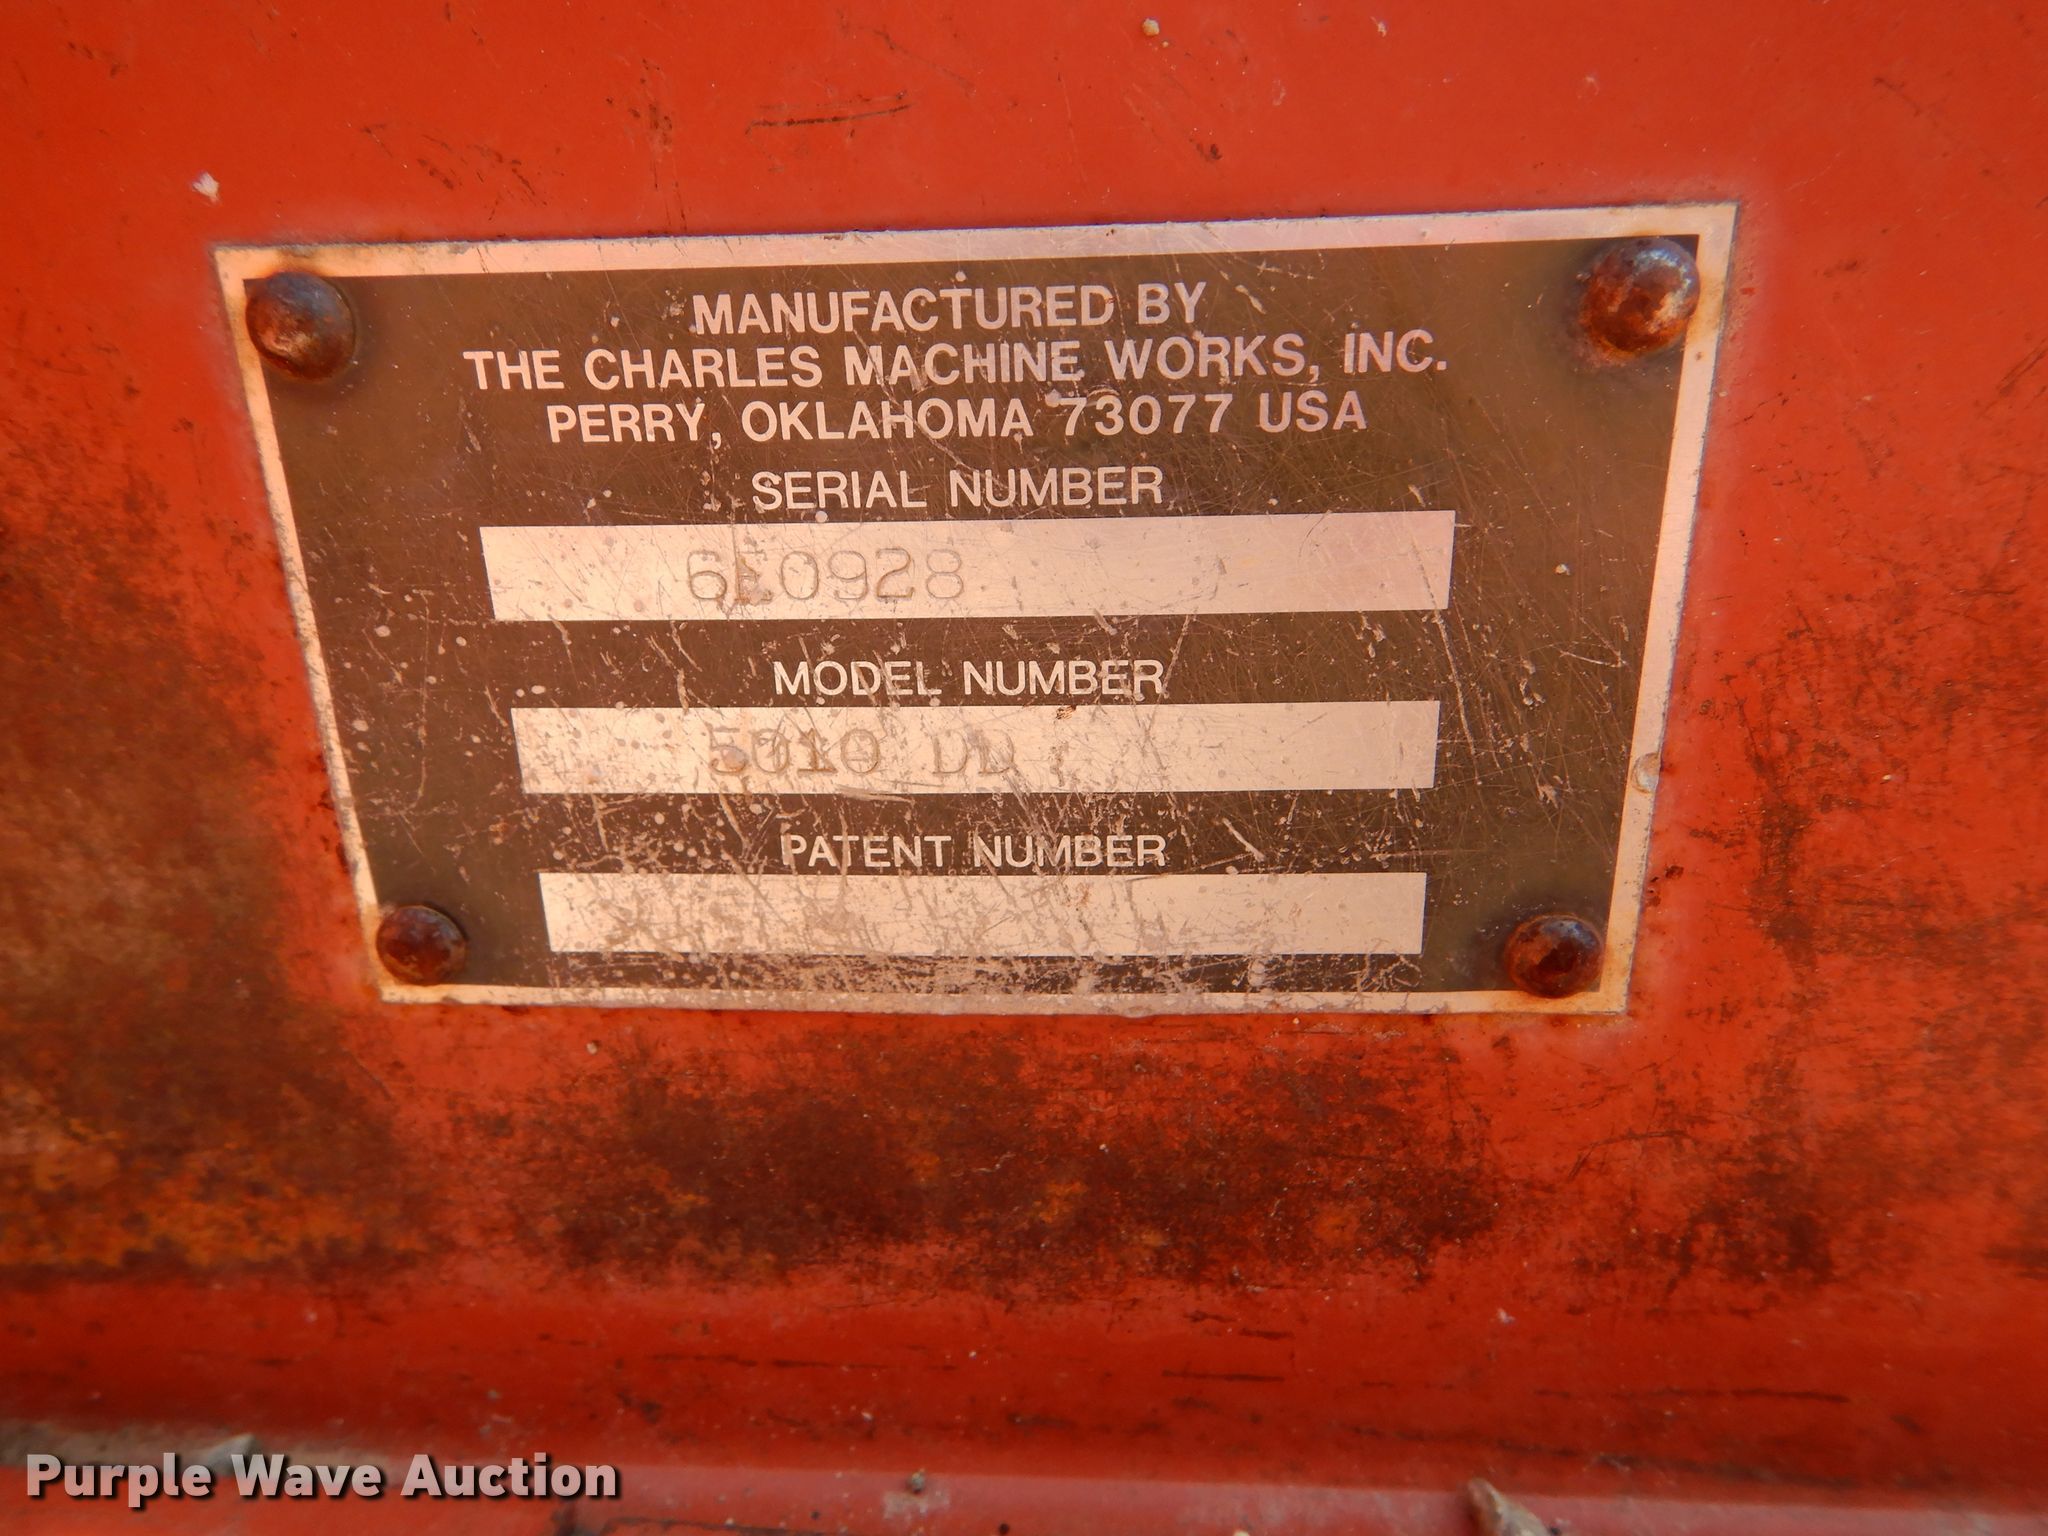 MANUFACTURED BY
THE CHARLES MACHINE WORKS, INC.
PERRY, OKLAHOMA 73077 USA
SERIAL NUMBER
6E0928
MODEL NUMBER
5010 DD
PATENT NUMBER
Purple Wave Auction